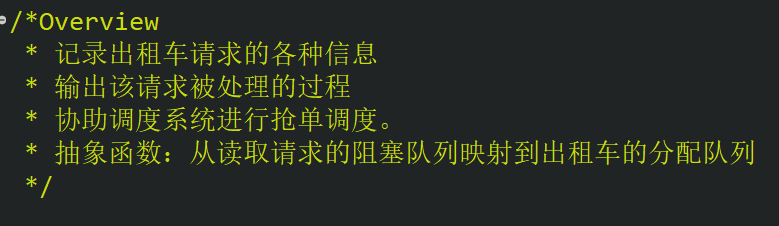 /*Overview
* 记录出租车请求的各种信息
* 输出该请求被处理的过程
* 协助调度系统进行抢单调度。
* 抽象函数：从读取请求的阻塞队列映射到出租车的分配队列
*/